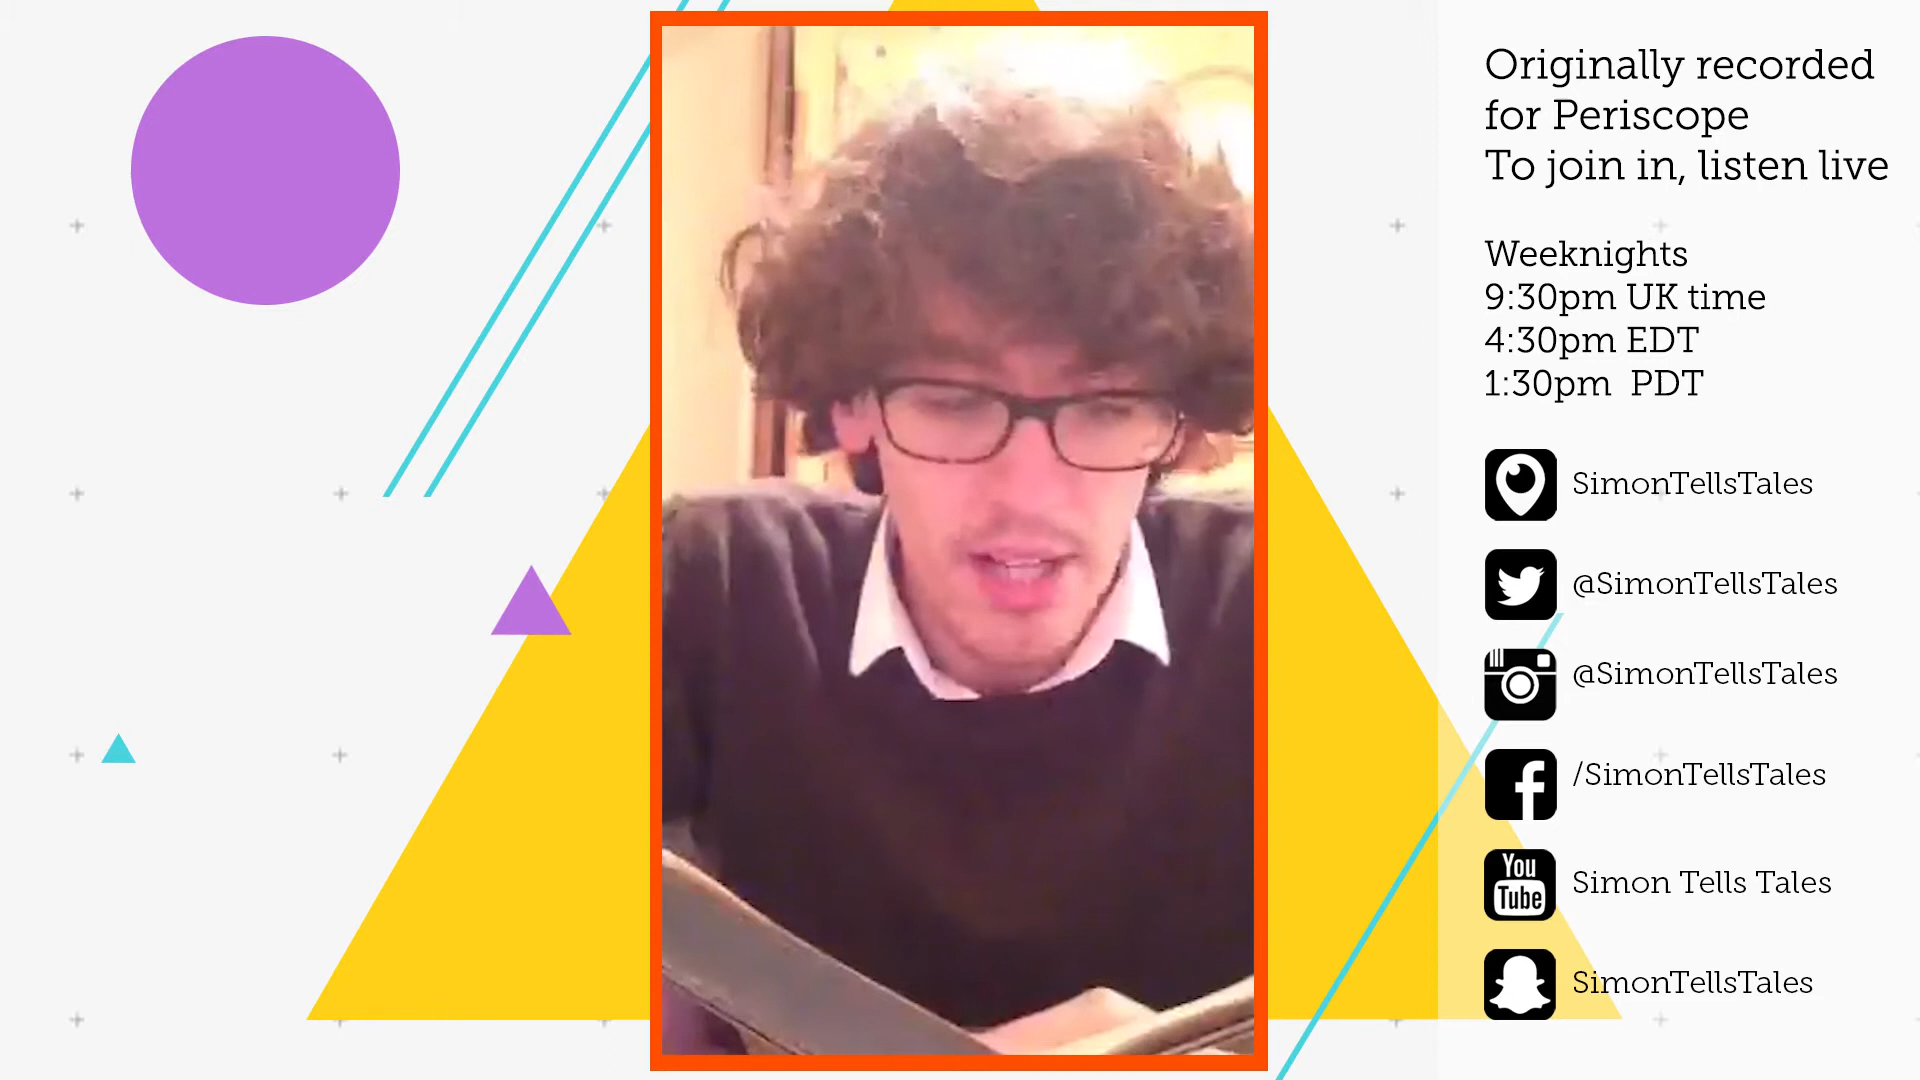 Originally recorded
for Periscope
To join in, listen live
Weeknights
9:30pm UK time
4:30pm EDT
1:30pm PDT
SimonTellsTales
@SimonTellsTales
@SimonTellsTales
/SimonTellsTales
You
Tube
Simon Tells Tales
SimonTellsTales